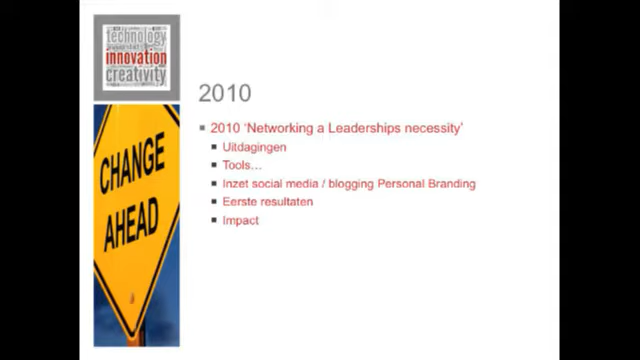 technology
innovation
creativity
CHANGE
AHEAD
2010
2010 ‘Networking a Leaderships necessity’
Uitdagingen
Tools…
Inzet social media / blogging Personal Branding
Eerste resultaten
Impact